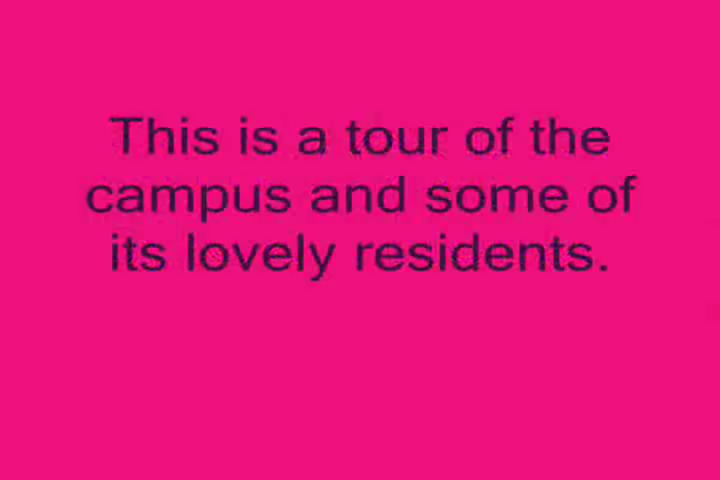 This is a tour of the
campus and some of
its lovely residents.